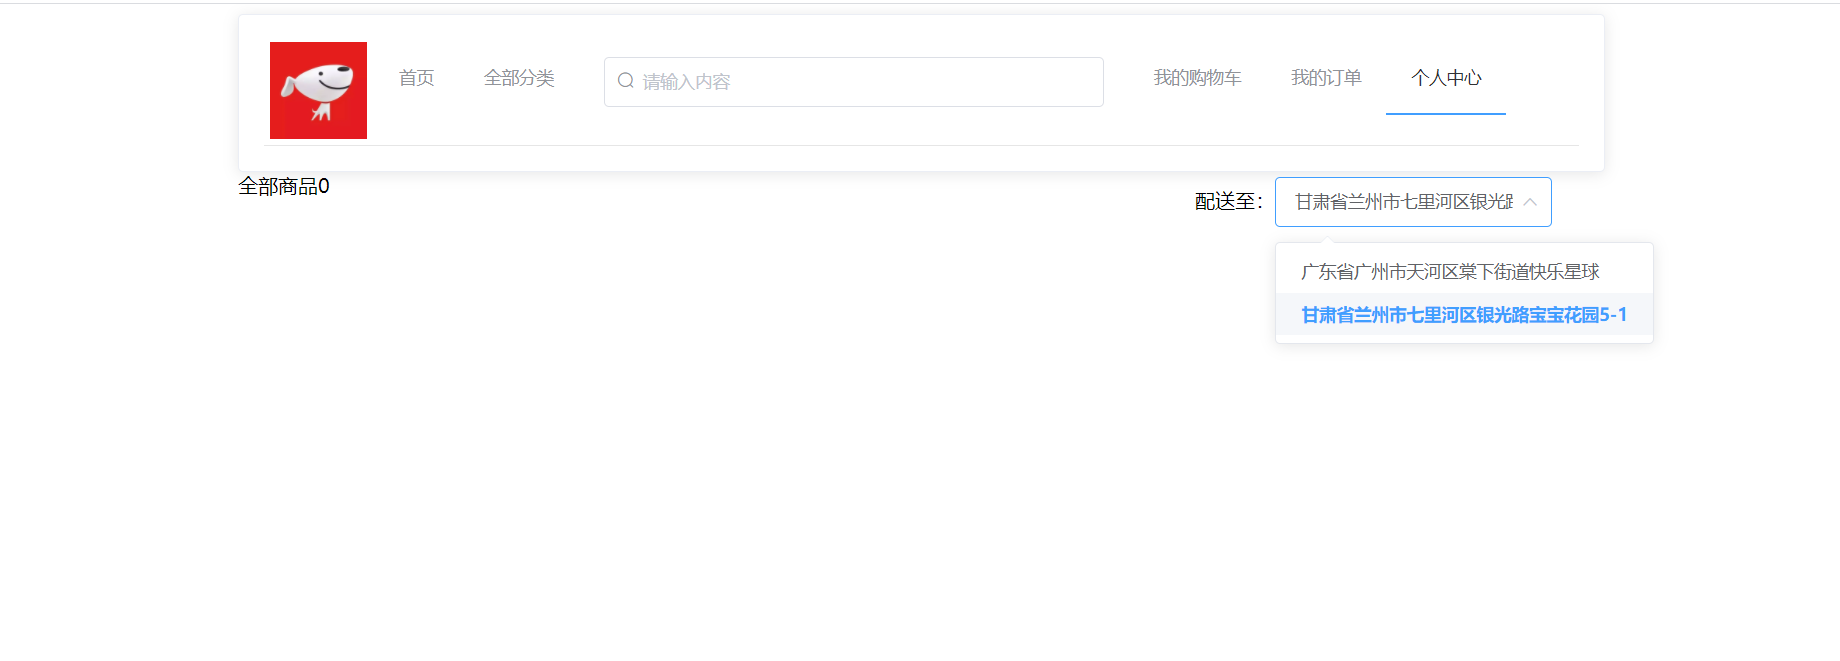 首页 全部分类 请输入内容 我的购物车 我的订单 个人中心
全部商品0 配送至： 甘肃省兰州市七里河区银光路
广东省广州市天河区棠下街道快乐星球
甘肃省兰州市七里河区银光路宝宝花园5-1